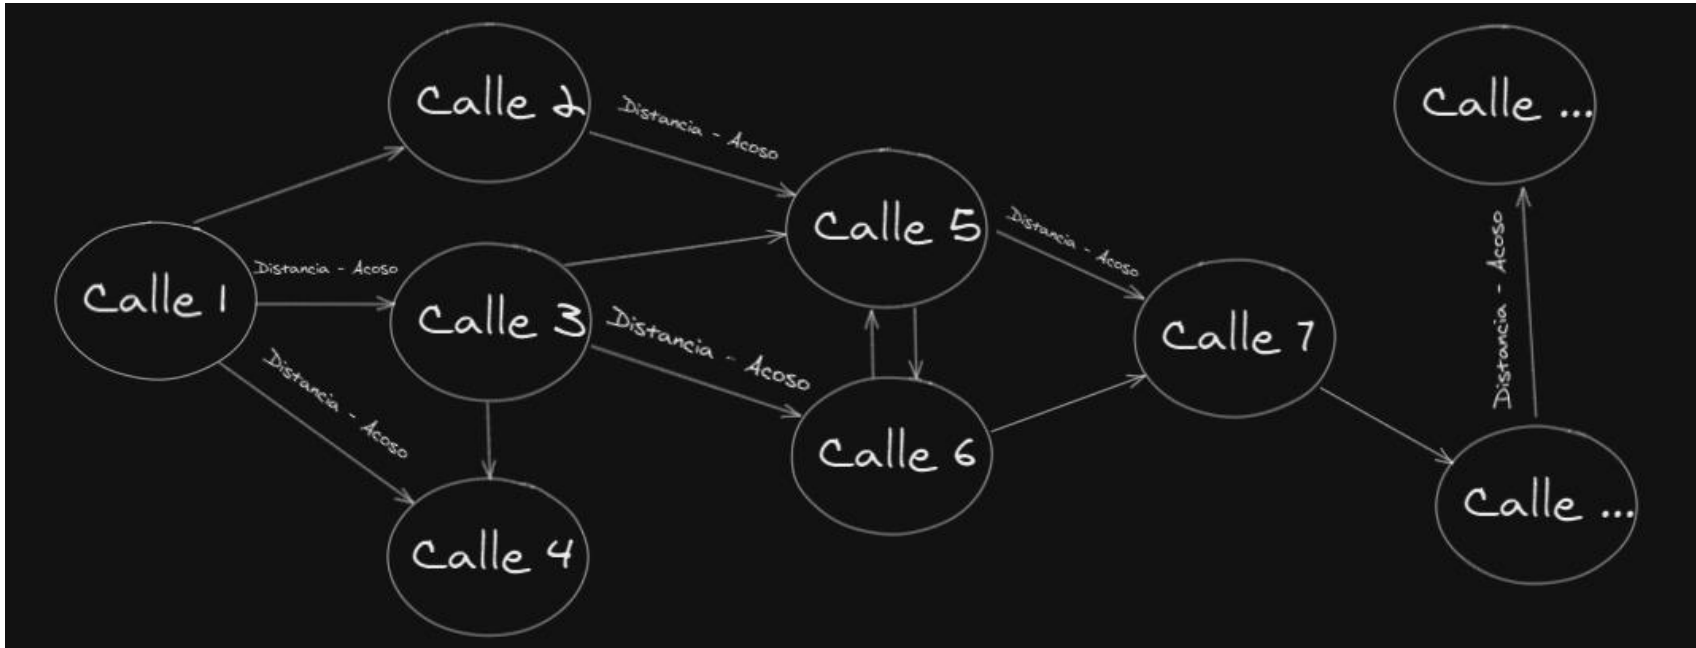 Calle 2
Distancia - Acoso
Calle ...
Calle 1
Distancia - Acoso
Calle 3
Distancia - Acoso
Calle 5
Distancia - Acoso
Distancia - Acoso
Calle 4
Calle 6
Calle 7
Distancia - Acoso
Calle ...